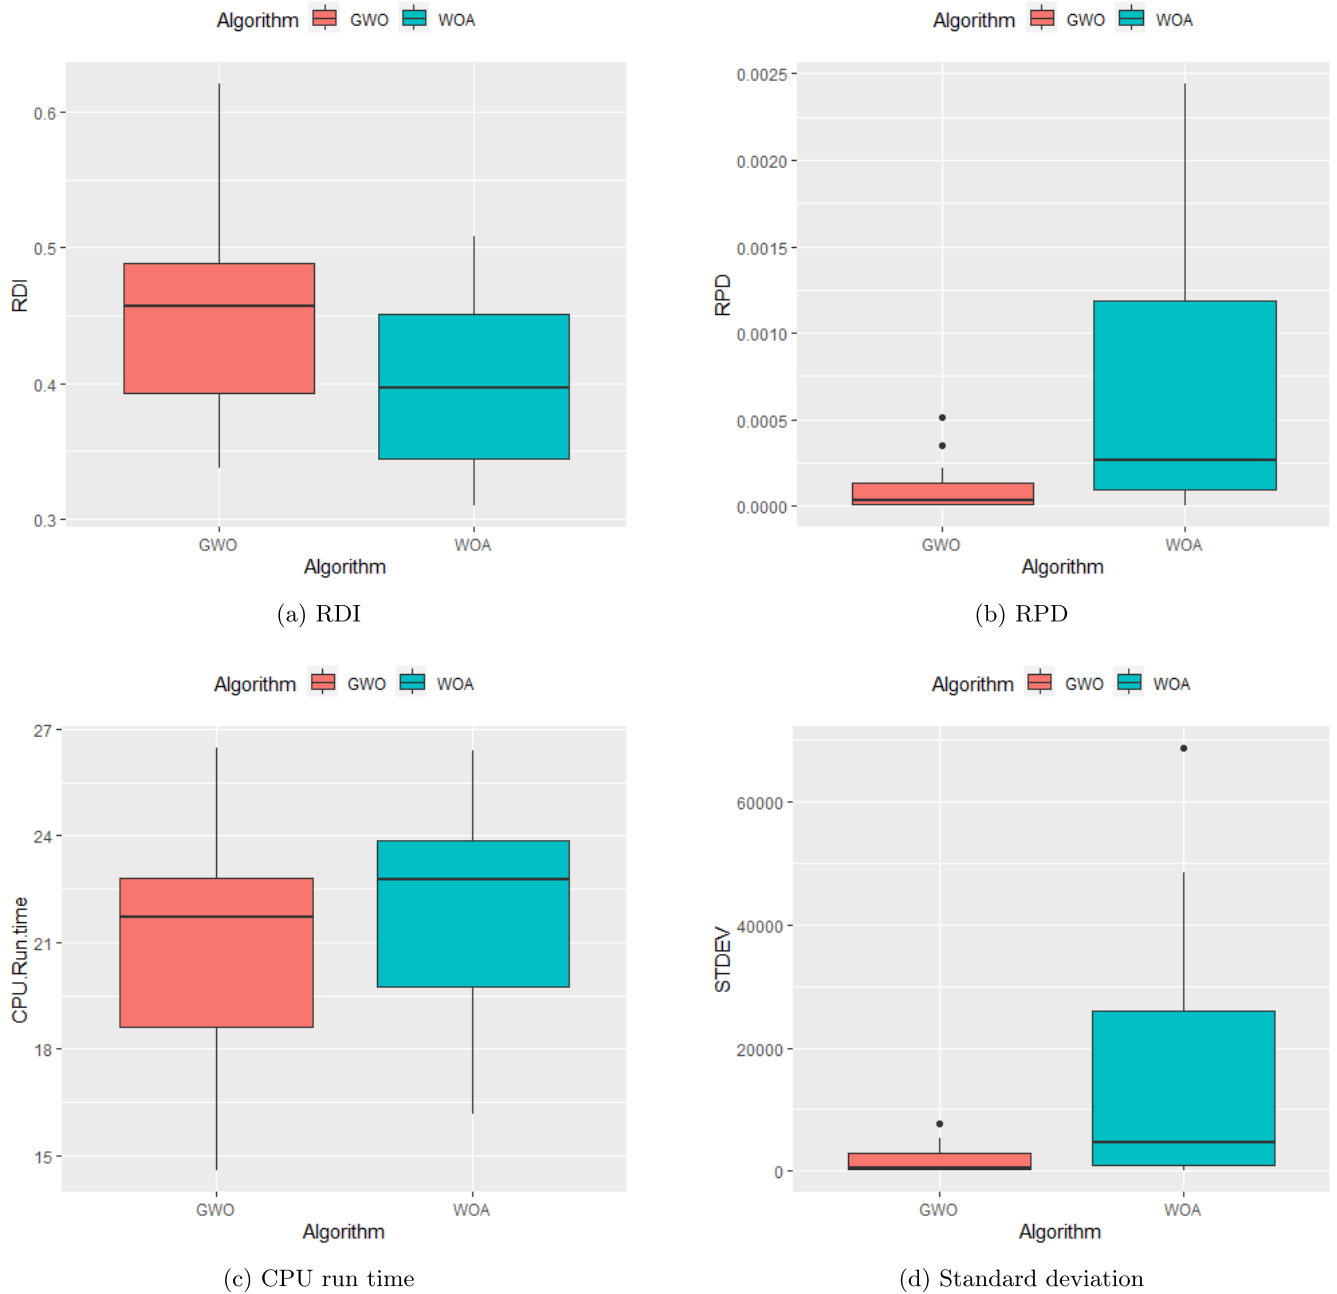 Algorithm GWO WOA
0.6
0.5
0.4
0.3
RDI
GWO WOA
Algorithm
(a) RDI
Algorithm GWO WOA
0.0025
0.0020
0.0015
0.0010
0.0005
0.0000
RPD
GWO WOA
Algorithm
(b) RPD
Algorithm GWO WOA
27
24
21
18
15
CPU.Run.time
GWO WOA
Algorithm
(c) CPU run time
Algorithm GWO WOA
60000
40000
20000
0
STDEV
GWO WOA
Algorithm
(d) Standard deviation